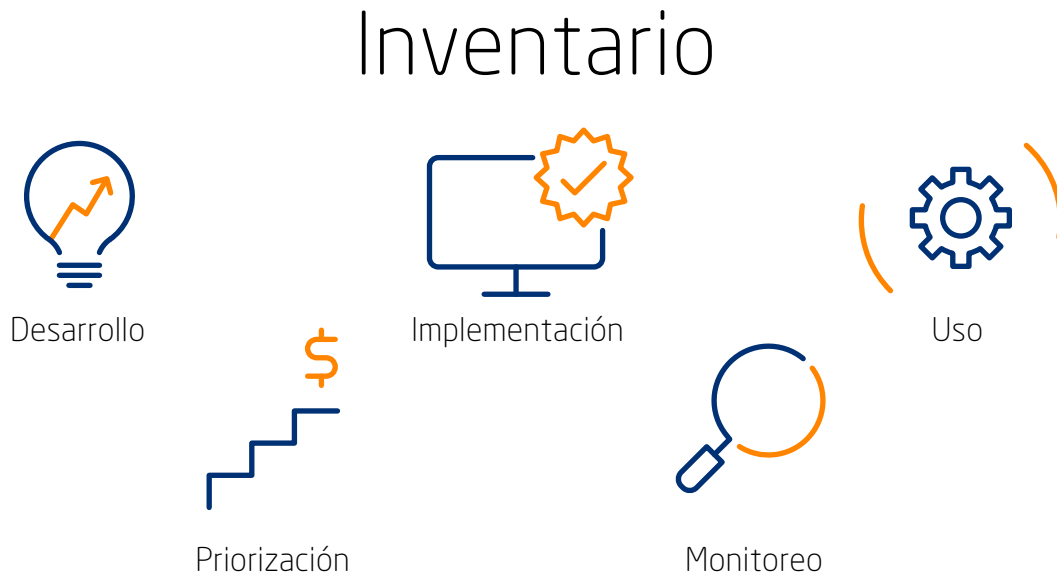 Inventario
Desarrollo
Implementación
Uso
$
Priorización
Monitoreo